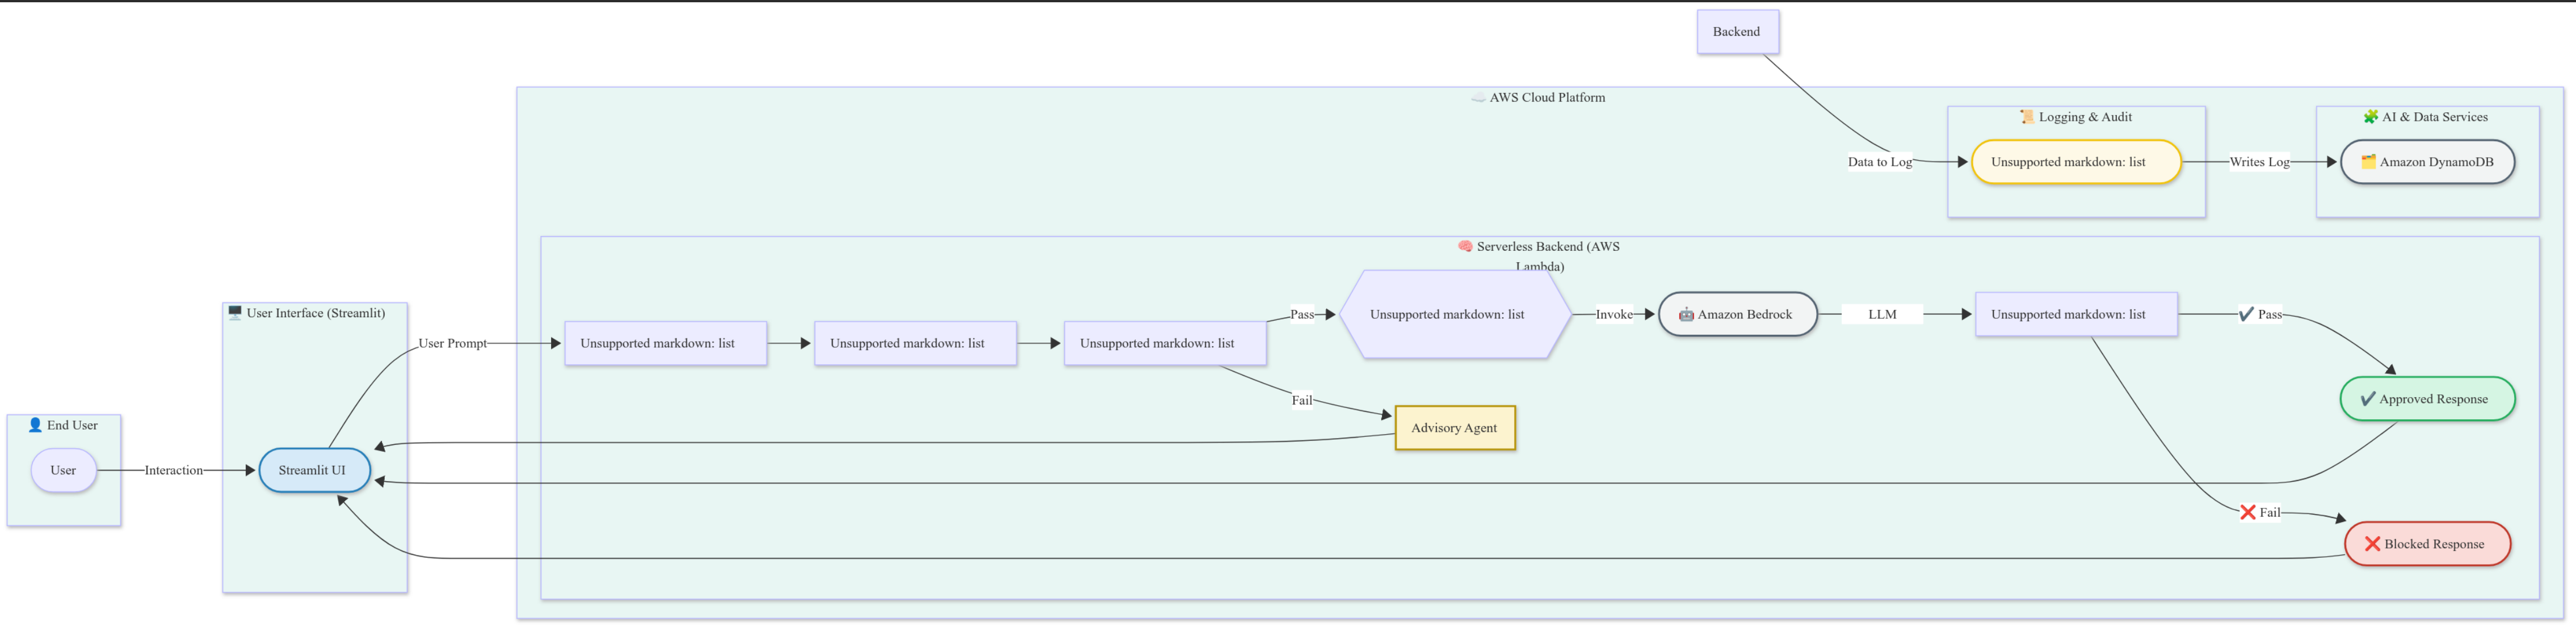 Backend
☁️ AWS Cloud Platform
📜 Logging & Audit
🧩 AI & Data Services
Data to Log
Unsupported markdown: list
Writes Log
🗂️ Amazon DynamoDB
🧠 Serverless Backend (AWS
Lambda)
🖥️ User Interface (Streamlit)
User Prompt
Unsupported markdown: list
Unsupported markdown: list
Unsupported markdown: list
Pass
Unsupported markdown: list
Invoke
🤖 Amazon Bedrock
LLM
Unsupported markdown: list
✔️ Pass
Fail
Advisory Agent
✔️ Approved Response
👤 End User
User
Interaction
Streamlit UI
❌ Fail
❌ Blocked Response